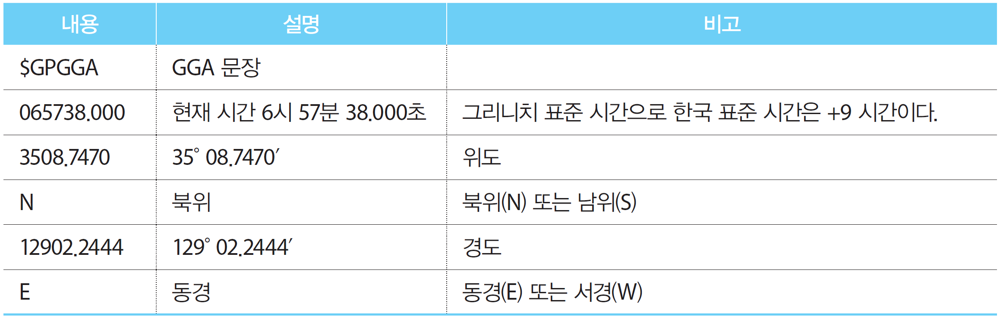 내용 설명 비고
$GPGGA GGA 문장
065738.000 현재 시간 6시 57분 38.000초 그리니치 표준 시간으로 한국 표준 시간은 +9 시간이다.
3508.7470 35° 08.7470′ 위도
N 북위 북위(N) 또는 남위(S)
12902.2444 129° 02.2444′ 경도
E 동경 동경(E) 또는 서경(W)